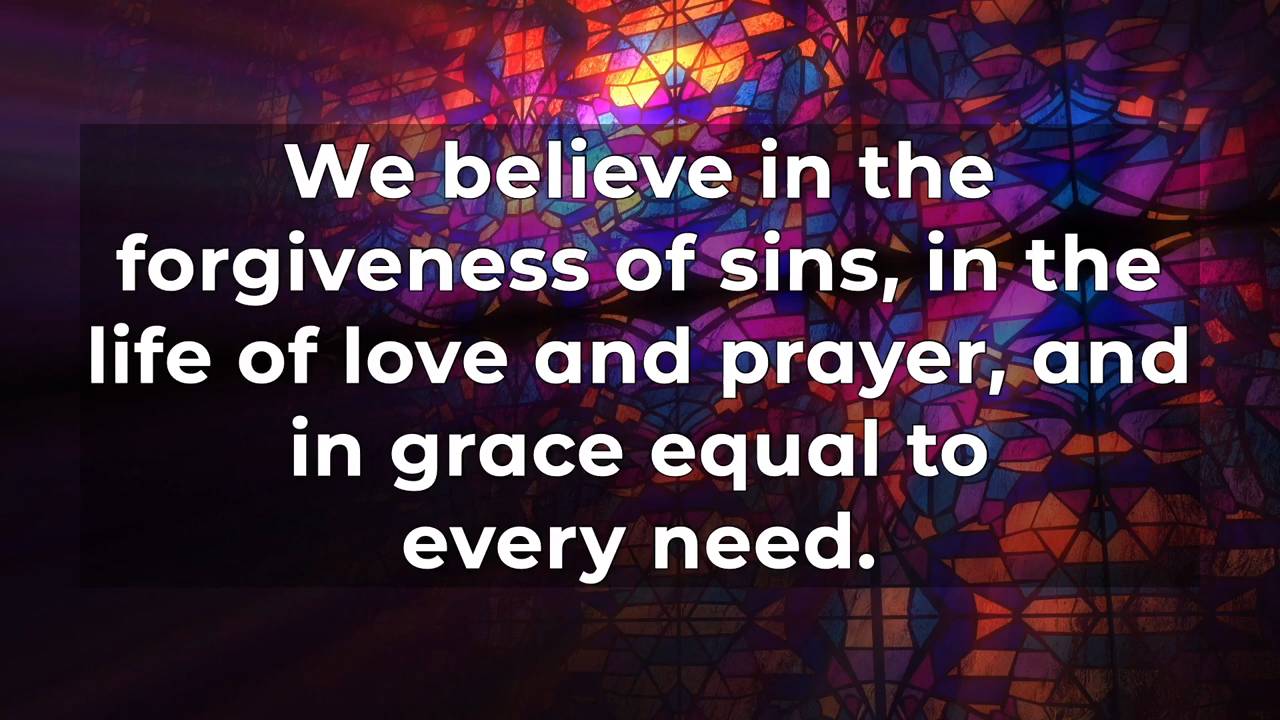 We believe in the
forgiveness of sins, in the
life of love and prayer, and
in grace equal to
every need.